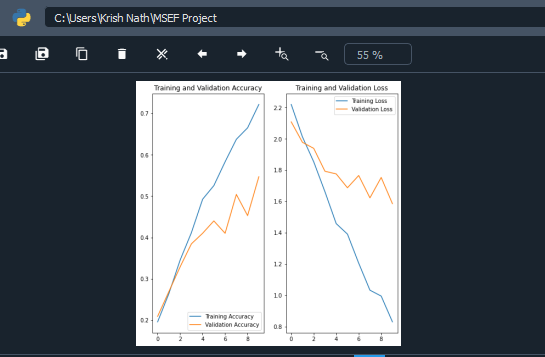 C:\Users\Krish Nath\MSEF Project
55 %
Training and Validation Accuracy
0.7
0.6
0.5
0.4
0.3
0.2
0 2 4 6 8
Training Accuracy
Validation Accuracy
Training and Validation Loss
2.2
2.0
1.8
1.6
1.4
1.2
1.0
0.8
0 2 4 6 8
Training Loss
Validation Loss